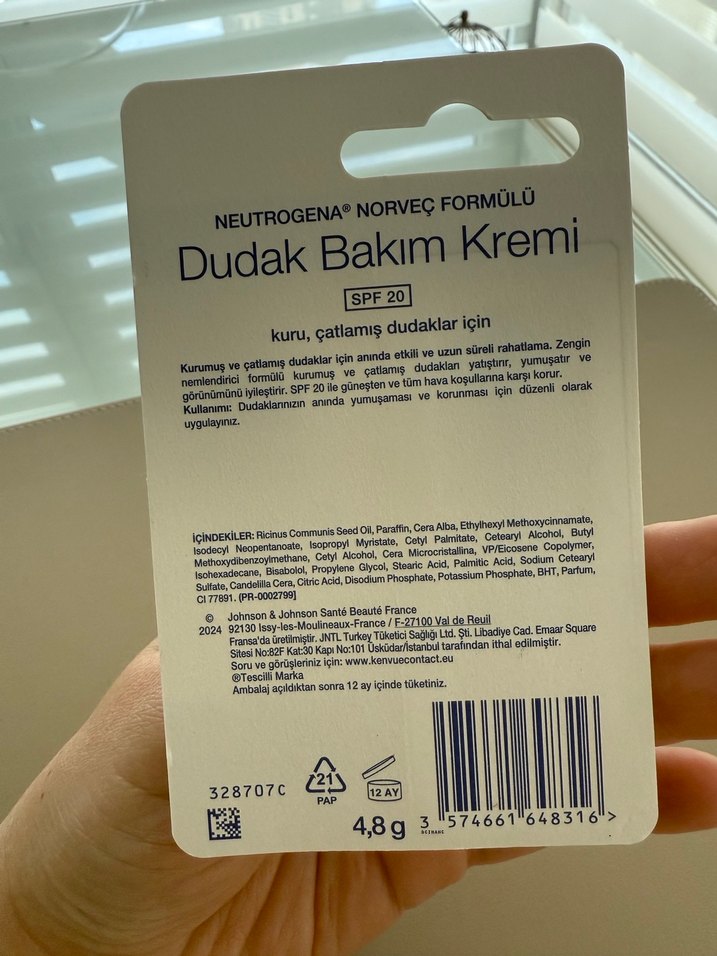 NEUTROGENA® NORVEÇ FORMÜLÜ
Dudak Bakım Kremi
SPF 20
kuru, çatlamış dudaklar için
Kurumuş ve çatlamış dudaklar için anında etkili ve uzun süreli rahatlama. Zengin
nemlendirici formülü kurumuş ve çatlamış dudakları yatıştırır, yumuşatır ve
görünümünü iyileştirir. SPF 20 ile güneşten ve tüm hava koşullarına karşı korur.
Kullanımı: Dudaklarınızın anında yumuşaması ve korunması için düzenli olarak
uygulayınız.
İÇİNDEKİLER: Ricinus Communis Seed Oil, Paraffin, Cera Alba, Ethylhexyl Methoxycinnamate,
Isodecyl Neopentanoate, Isopropyl Myristate, Cetyl Palmitate, Cetearyl Alcohol, Butyl
Methoxydibenzoylmethane, Cetyl Alcohol, Cera Microcristallina, VP/Eicosene Copolymer,
Isohexadecane, Bisabolol, Propylene Glycol, Stearic Acid, Palmitic Acid, Sodium Cetearyl
Sulfate, Candelilla Cera, Citric Acid, Disodium Phosphate, Potassium Phosphate, BHT, Parfum,
CI 77891. (PR-0002799]
© Johnson & Johnson Santé Beauté France
2024 92130 Issy-les-Moulineaux-France / F-27100 Val de Reuil
Fransa'da üretilmiştir. JNTL Turkey Tüketici Sağlığı Ltd. Şti. Libadiye Cad. Emaar Square
Sitesi No:82F Kat:30 Kapı No:101 Üsküdar/İstanbul tarafından ithal edilmiştir.
Soru ve görüşleriniz için: www.kenvuecontact.eu
®Tescilli Marka
Ambalaj açıldıktan sonra 12 ay içinde tüketiniz.
328707C
21
PAP
12 AY
4,8 g
3 574661 648316 >